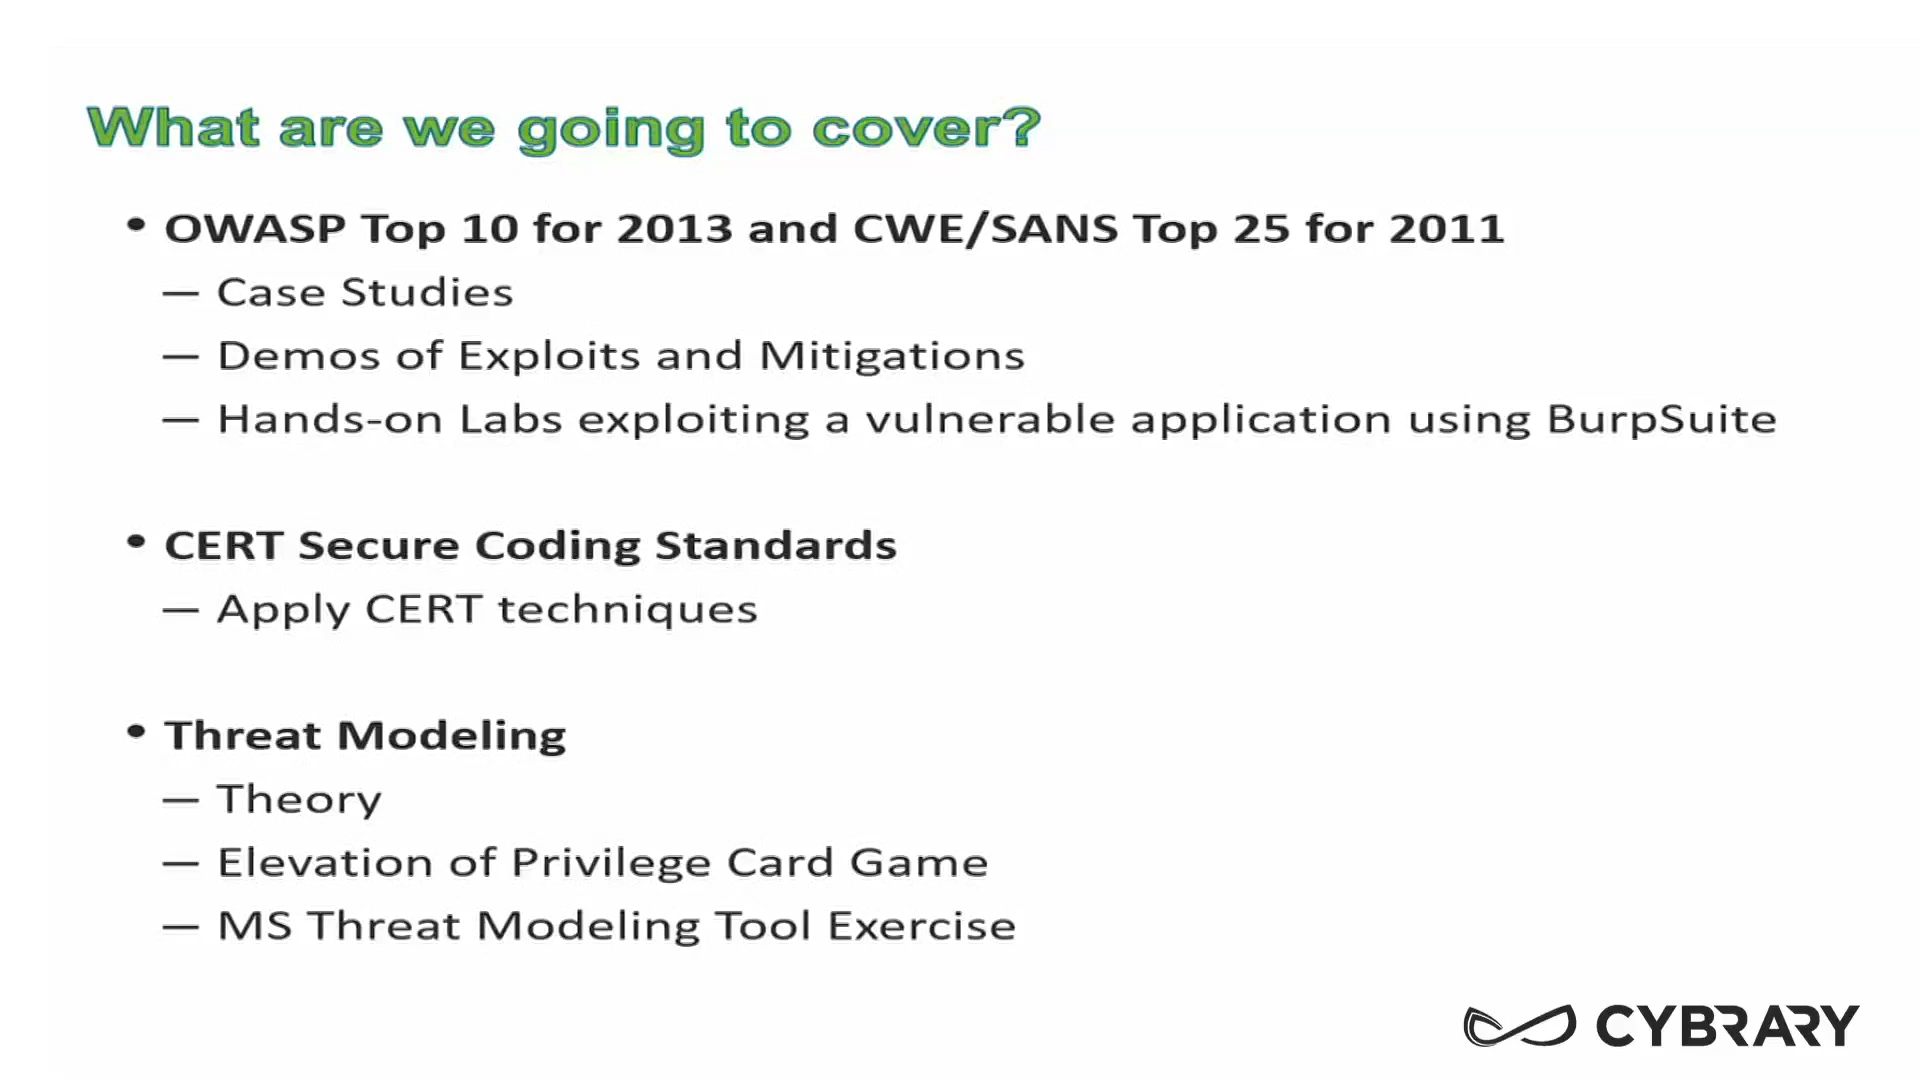 What are we going to cover?
• OWASP Top 10 for 2013 and CWE/SANS Top 25 for 2011
— Case Studies
— Demos of Exploits and Mitigations
— Hands-on Labs exploiting a vulnerable application using BurpSuite
• CERT Secure Coding Standards
— Apply CERT techniques
• Threat Modeling
— Theory
— Elevation of Privilege Card Game
— MS Threat Modeling Tool Exercise
CYBRARY